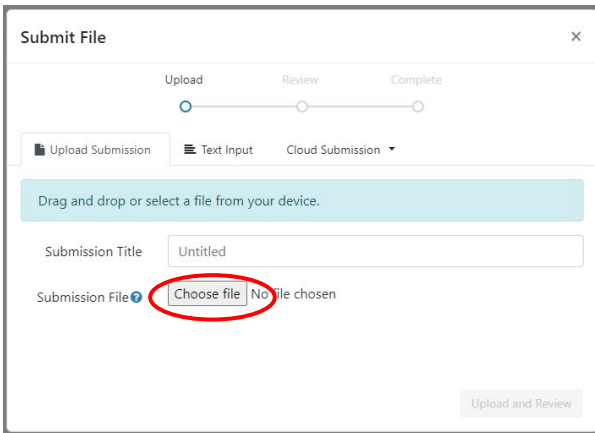 Submit File ×
Upload Review Complete
Upload Submission Text Input Cloud Submission
Drag and drop or select a file from your device.
Submission Title Untitled
Submission File Choose file No file chosen
Upload and Review